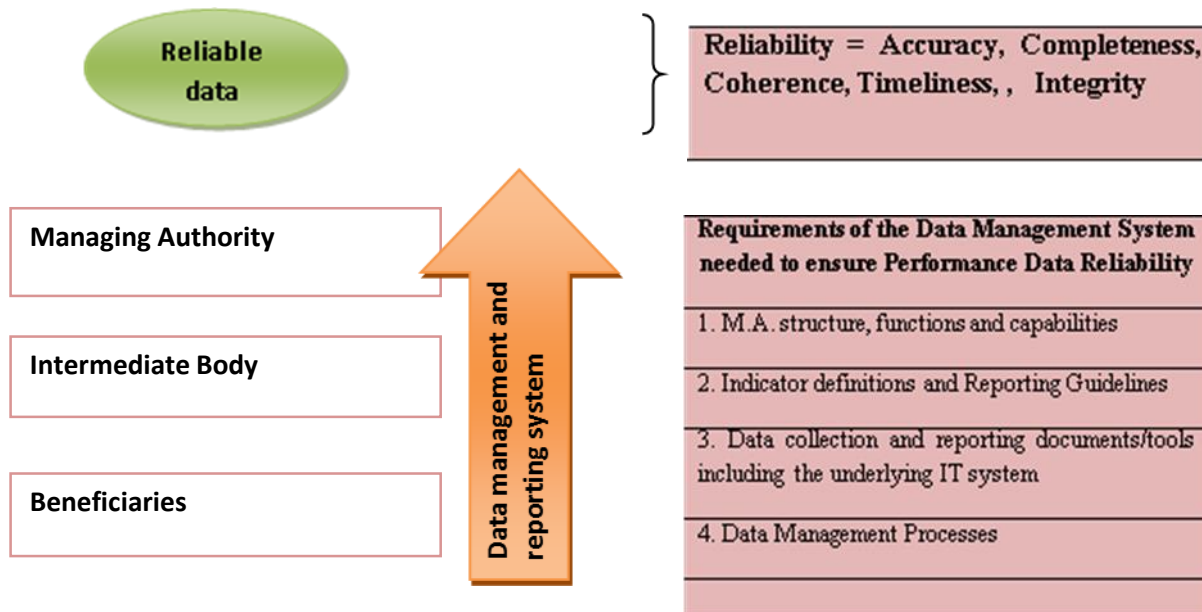 Reliable
data
Reliability = Accuracy, Completeness,
Coherence, Timeliness, , Integrity
Managing Authority
Intermediate Body
Beneficiaries
Data management and
reporting system
Requirements of the Data Management System
needed to ensure Performance Data Reliability
1. M.A. structure, functions and capabilities
2. Indicator definitions and Reporting Guidelines
3. Data collection and reporting documents/tools
including the underlying IT system
4. Data Management Processes